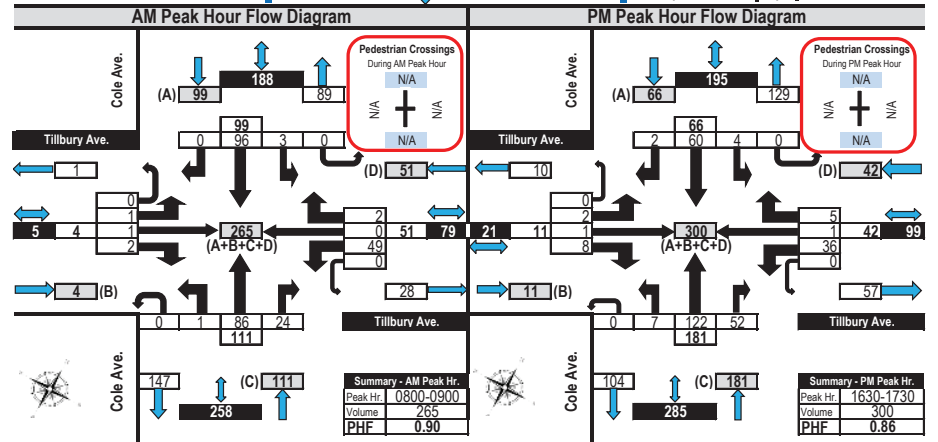 AM Peak Hour Flow Diagram
Cole Ave.
188
(A) 99
89
Pedestrian Crossings
During AM Peak Hour
N/A
N/A N/A
N/A
Tillbury Ave.
99
0 96 3 0
1
(D) 51
0
1
5 4 1
2
265
(A+B+C+D)
2
0 51 79
49
0
4 (B)
28
0 1 86 24
111
Tillbury Ave.
Cole Ave.
147
(C) 111
258
Summary - AM Peak Hr.
Peak Hr. 0800-0900
Volume 265
PHF 0.90
PM Peak Hour Flow Diagram
Cole Ave.
195
(A) 66
129
Pedestrian Crossings
During PM Peak Hour
N/A
N/A N/A
N/A
Tillbury Ave.
66
2 60 4 0
10
(D) 42
0
2
21 11 1
8
300
(A+B+C+D)
5
1 42 99
36
0
11 (B)
57
0 7 122 52
181
Tillbury Ave.
Cole Ave.
104
(C) 181
285
Summary - PM Peak Hr.
Peak Hr. 1630-1730
Volume 300
PHF 0.86